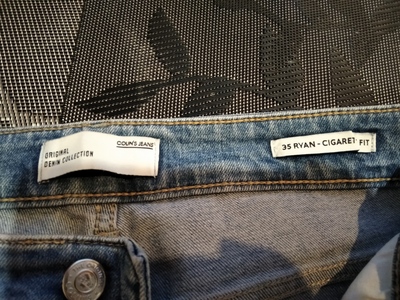 COLIN'S JEANS
ORIGINAL
DENIM COLLECTION
35 RYAN - CIGARET FIT